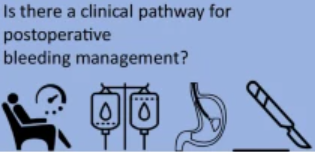 Is there a clinical pathway for
postoperative
bleeding management?